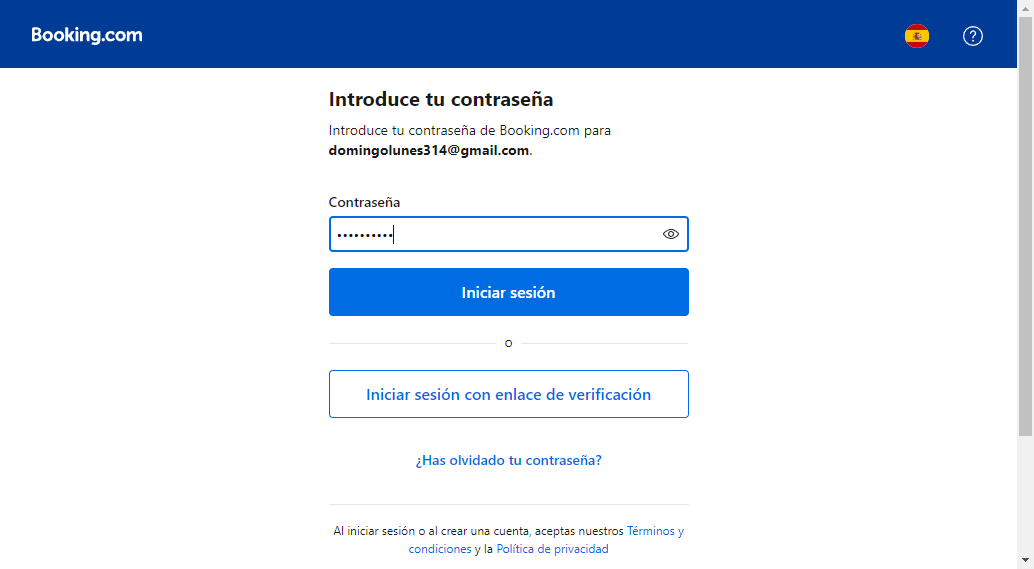 Booking.com
Introduce tu contraseña
Introduce tu contraseña de Booking.com para
domingolunes314@gmail.com.
Contraseña
••••••••••
Iniciar sesión
O
Iniciar sesión con enlace de verificación
¿Has olvidado tu contraseña?
Al iniciar sesión o al crear una cuenta, aceptas nuestros Términos y
condiciones y la Política de privacidad